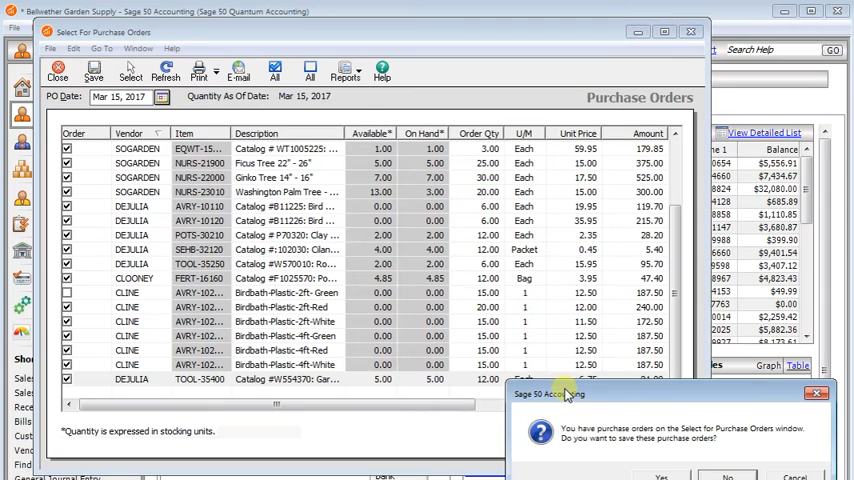 * Bellwether Garden Supply - Sage 50 Accounting (Sage 50 Quantum Accounting)
File
Select For Purchase Orders
File Edit Go To Window Help
Search Help GO
Close Save Select Refresh Print E-mail All All Reports Help
PO Date: Mar 15, 2017 Quantity As Of Date: Mar 15, 2017 Purchase Orders
View Detailed List
Order Vendor Item Description Available* On Hand* Order Qty U/M Unit Price Amount
SOGARDEN EQWT-15... Catalog # WT1005225: ... 1.00 1.00 3.00 Each 59.95 179.85
SOGARDEN NURS-21900 Ficus Tree 22" - 26" 5.00 5.00 25.00 Each 15.00 375.00
SOGARDEN NURS-22000 Ginko Tree 14" - 16" 7.00 7.00 30.00 Each 17.50 525.00
SOGARDEN NURS-23010 Washington Palm Tree - ... 13.00 3.00 20.00 Each 15.00 300.00
DEJULIA AVRY-10110 Catalog #B11225: Bird ... 0.00 0.00 6.00 Each 19.95 119.70
DEJULIA AVRY-10120 Catalog #B11226: Bird ... 0.00 0.00 6.00 Each 35.95 215.70
DEJULIA POTS-30210 Catalog # P70320: Clay ... 2.00 2.00 12.00 Each 2.35 28.20
DEJULIA SEHB-32120 Catalog #:102030: Cilan... 4.00 4.00 12.00 Packet 0.45 5.40
DEJULIA TOOL-35250 Catalog #W570010: Ro... 2.00 2.00 6.00 Each 15.95 95.70
CLOONEY FERT-16160 Catalog #F1025570: Po... 4.85 4.85 12.00 Bag 3.95 47.40
CLINE AVRY-102... Birdbath-Plastic-2ft- Green 0.00 0.00 15.00 1 12.50 187.50
CLINE AVRY-102... Birdbath-Plastic-2ft-Red 0.00 0.00 20.00 1 12.00 240.00
CLINE AVRY-102... Birdbath-Plastic-2ft-White 0.00 0.00 15.00 1 11.50 172.50
CLINE AVRY-102... Birdbath-Plastic-4ft-Green 0.00 0.00 15.00 1 12.50 187.50
CLINE AVRY-102... Birdbath-Plastic-4ft-Red 0.00 0.00 15.00 1 12.50 187.50
CLINE AVRY-102... Birdbath-Plastic-4ft-White 0.00 0.00 15.00 1 12.50 187.50
DEJULIA TOOL-35400 Catalog #W554370: Gar... 5.00 5.00 12.00
*Quantity is expressed in stocking units.
Balance
$5,556.91
$7,434.67
$32,080.00
$685.89
$1,110.85
$399.90
$4,823.43
$49.99
$0.00
$2,259.42
$5,882.36
Graph Table
Sage 50 Accounting
You have purchase orders on the Select for Purchase Orders window.
Do you want to save these purchase orders?
Yes No Cancel
Sho
Sales
Sales
General Journal Entry